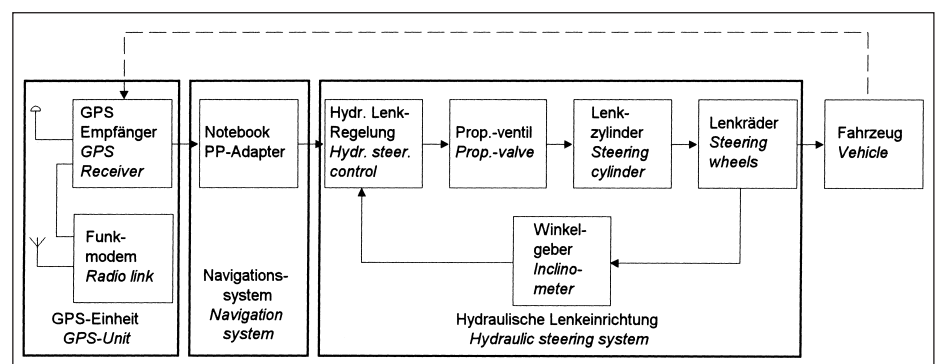 GPS
Empfänger
GPS
Receiver
Notebook
PP-Adapter
Hydr. Lenk-
Regelung
Hydr. steer.
control
Prop.-ventil
Prop.-valve
Lenk-
zylinder
Steering
cylinder
Lenkräder
Steering
wheels
Fahrzeug
Vehicle
Funk-
modem
Radio link
Winkel-
geber
Inclino-
meter
GPS-Einheit
GPS-Unit
Navigations-
system
Navigation
system
Hydraulische Lenkeinrichtung
Hydraulic steering system